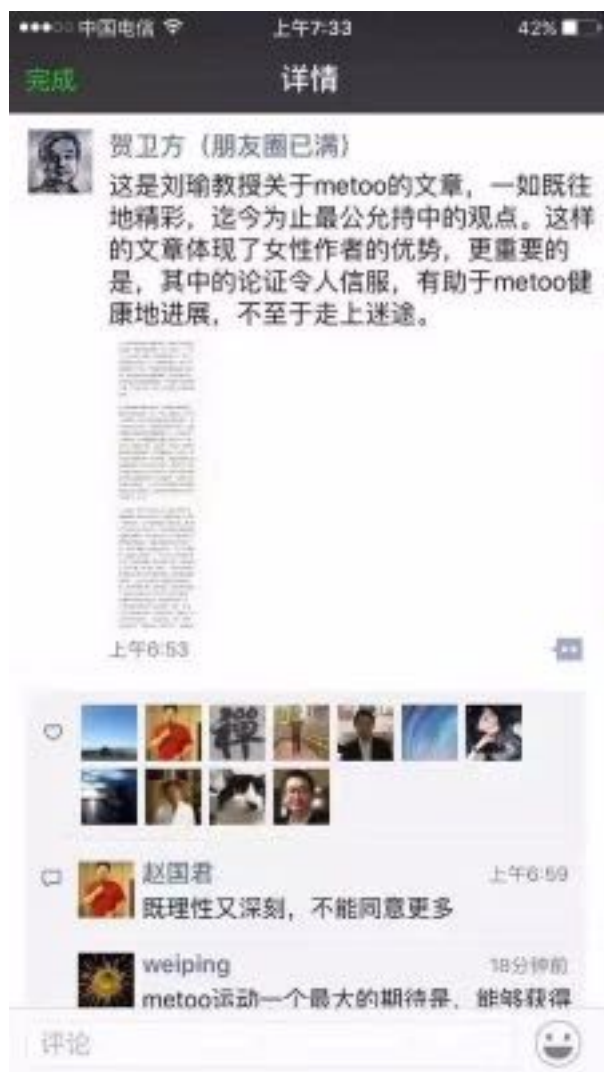 中国电信
上午7:33
42%
完成
详情
贺卫方（朋友圈已满）
这是刘瑜教授关于metoo的文章，一如既往
地精彩，迄今为止最公允持中的观点。这样
的文章体现了女性作者的优势，更重要的
是，其中的论证令人信服，有助于metoo健
康地进展，不至于走上迷途。
上午6:53
禪
赵国君
上午6:59
既理性又深刻，不能同意更多
weiping
18分钟前
metoo运动一个最大的期待是，能够获得
评论